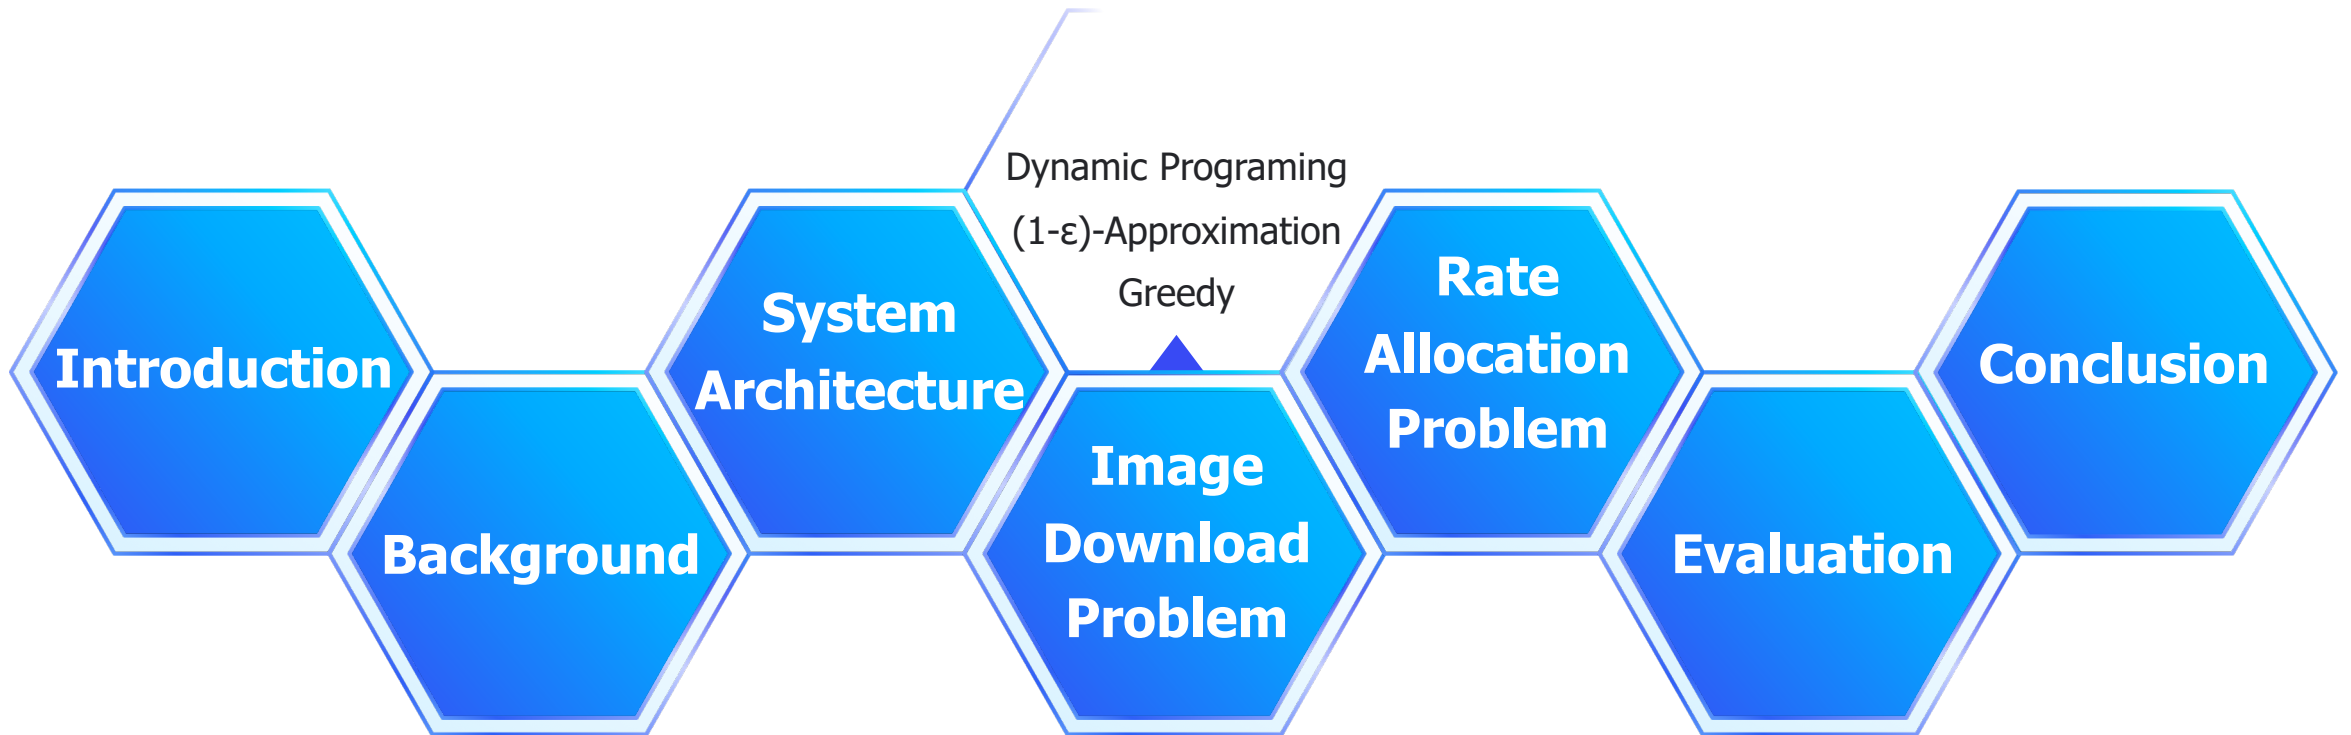 Introduction
Background
System
Architecture
Dynamic Programing
(1-ε)-Approximation
Greedy
Image
Download
Problem
Rate
Allocation
Problem
Evaluation
Conclusion